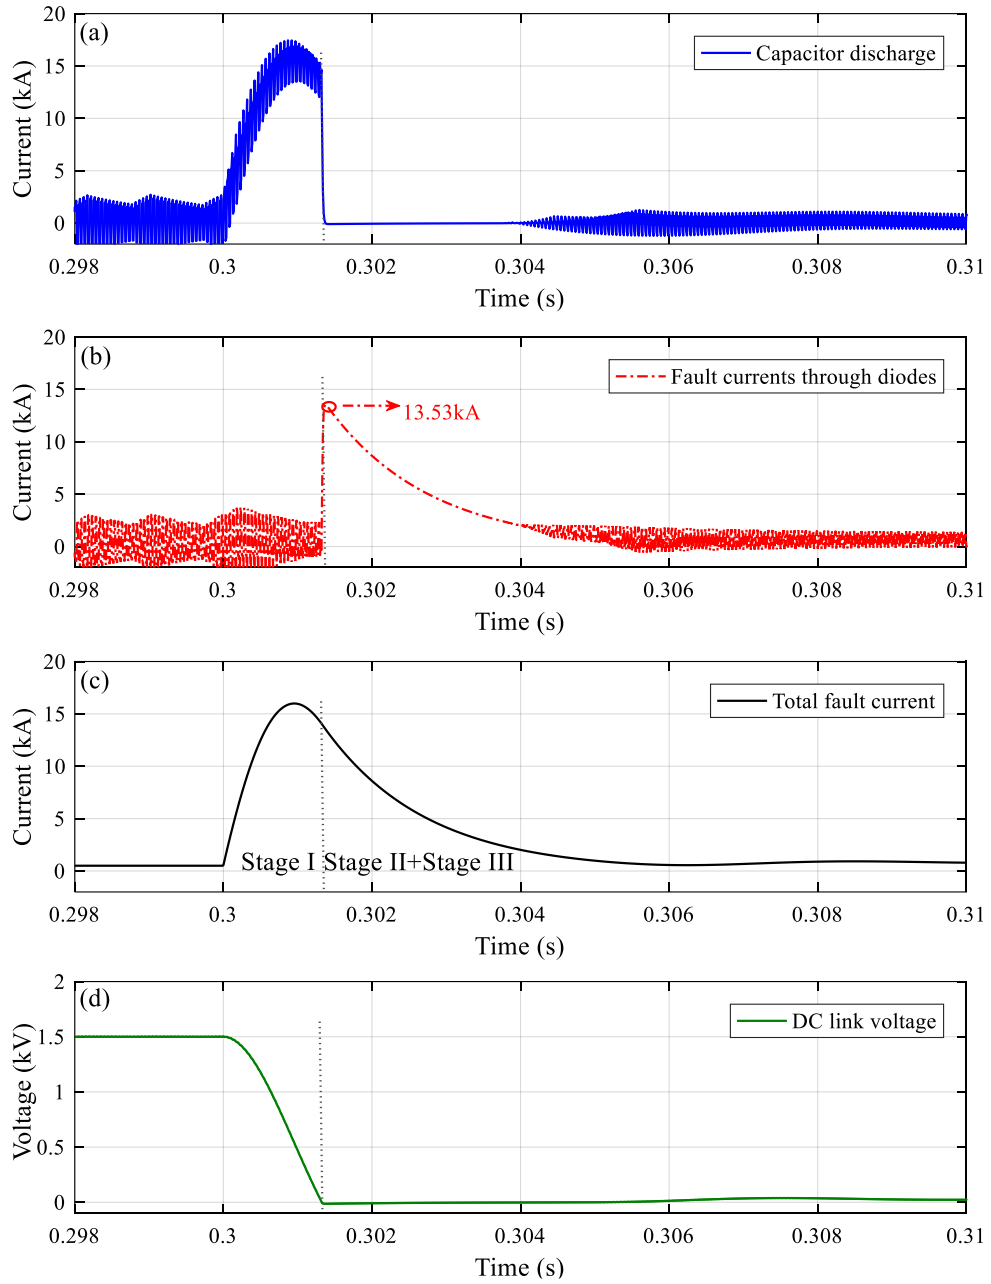 (a)
Capacitor discharge
Current (kA)
20
15
10
5
0
0.298 0.3 0.302 0.304 0.306 0.308 0.31
Time (s)
(b)
Fault currents through diodes
13.53kA
Current (kA)
20
15
10
5
0
0.298 0.3 0.302 0.304 0.306 0.308 0.31
Time (s)
(c)
Total fault current
Current (kA)
20
15
10
5
0
Stage I Stage II+Stage III
0.298 0.3 0.302 0.304 0.306 0.308 0.31
Time (s)
(d)
DC link voltage
Voltage (kV)
2
1.5
1
0.5
0
0.298 0.3 0.302 0.304 0.306 0.308 0.31
Time (s)